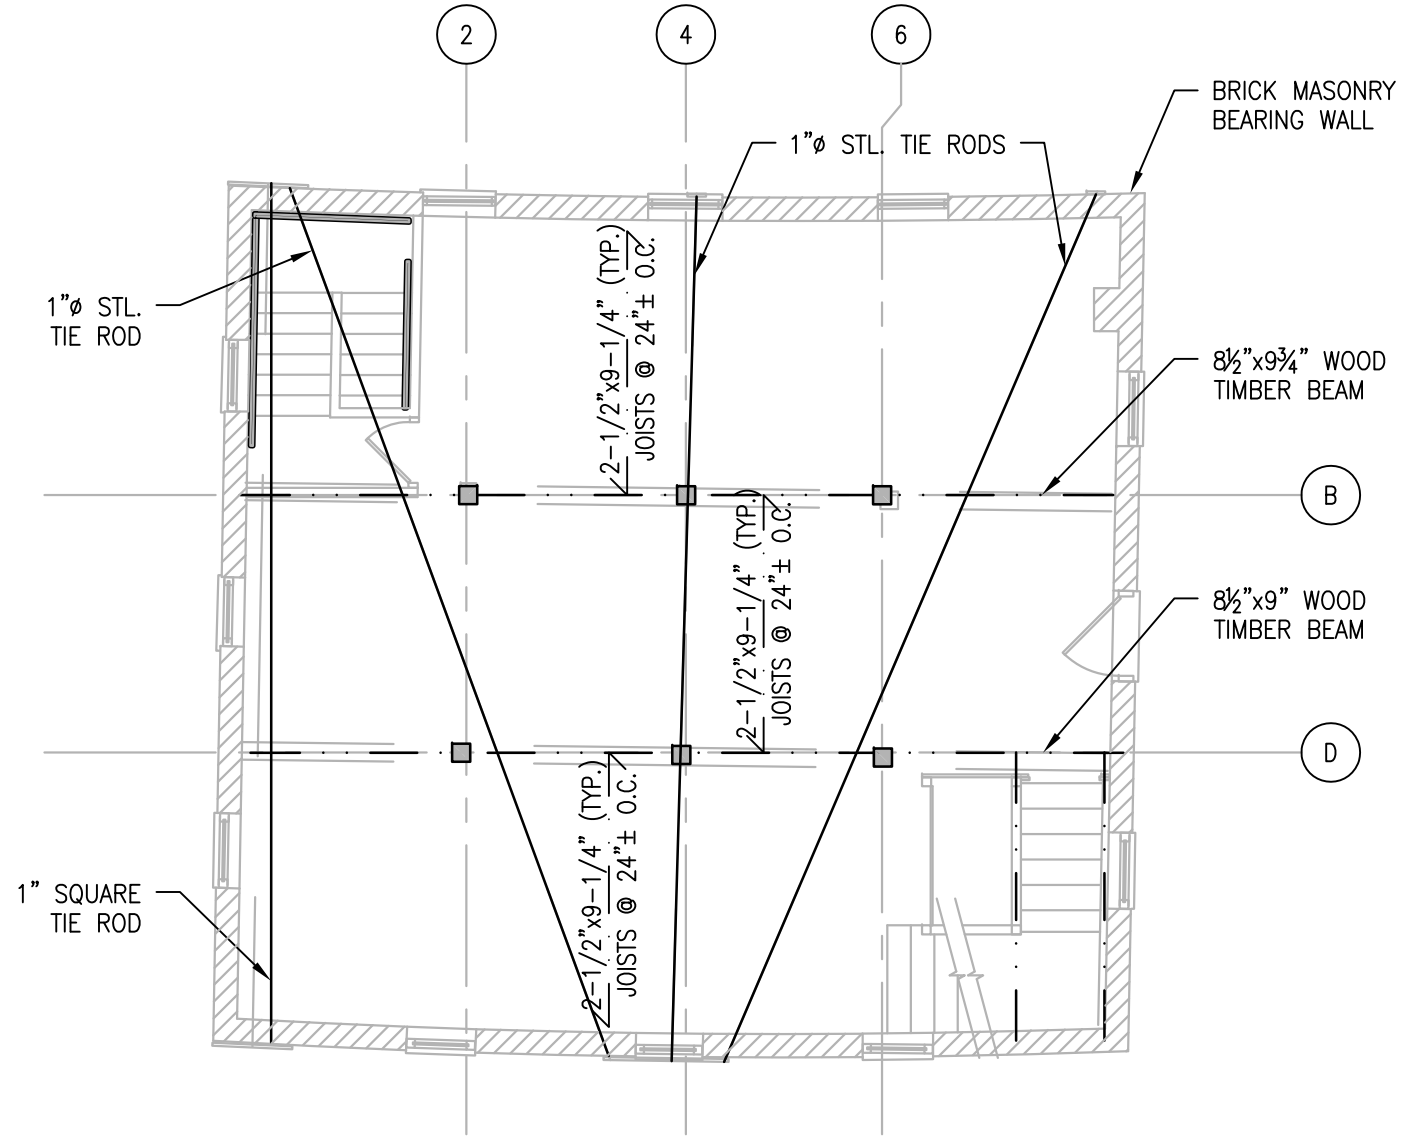 2
4
6
BRICK MASONRY
BEARING WALL
1"ø STL. TIE RODS
1"ø STL.
TIE ROD
2-1/2"x9-1/4" (TYP.)
JOISTS @ 24"± O.C.
8½"x9¾" WOOD
TIMBER BEAM
B
2-1/2"x9-1/4" (TYP.)
JOISTS @ 24"± O.C.
8½"x9" WOOD
TIMBER BEAM
D
2-1/2"x9-1/4" (TYP.)
JOISTS @ 24"± O.C.
1" SQUARE
TIE ROD